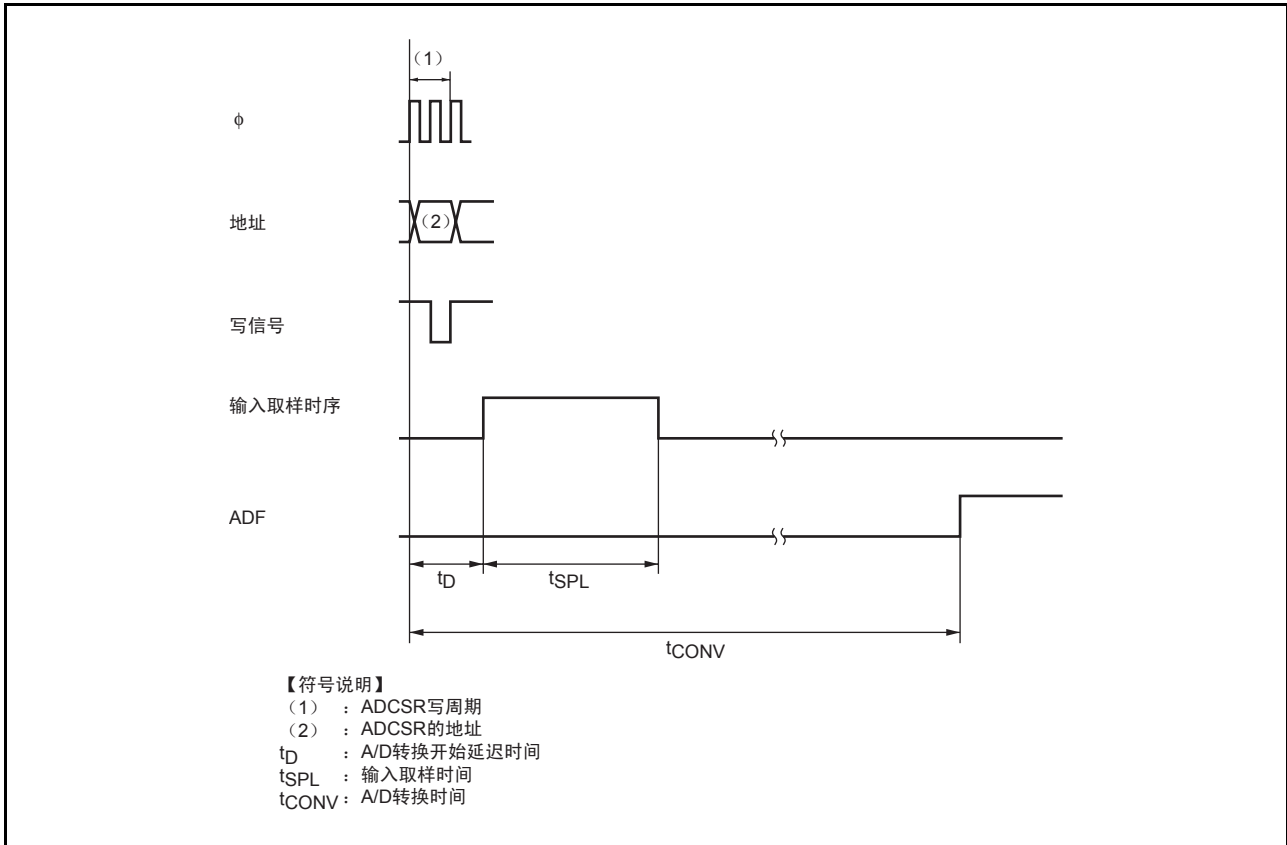 （1）
φ
地址
（2）
写信号
输入取样时序
ADF
tD
tSPL
tCONV
【符号说明】
（1） ：ADCSR写周期
（2） ：ADCSR的地址
tD ：A/D转换开始延迟时间
tSPL ：输入取样时间
tCONV：A/D转换时间